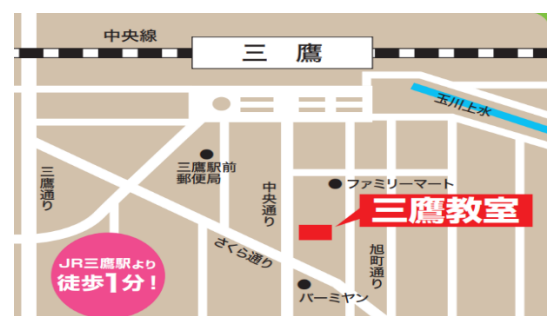 中央線
三鷹
玉川上水
三鷹通り
三鷹駅前
郵便局
中央通り
ファミリーマート
三鷹教室
さくら通り
旭町通り
JR三鷹駅より
徒歩1分!
バーミヤン